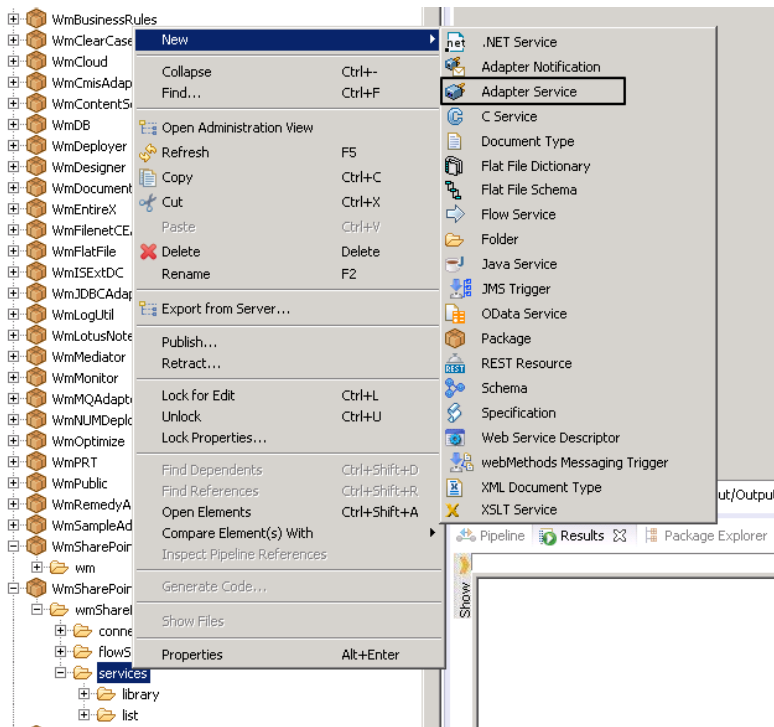 WmBusinessRules
WmClearCase
WmCloud
WmCmisAdap
WmContentSe
WmDB
WmDeployer
WmDesigner
WmDocument
WmEntireX
WmFilenetCE
WmFlatFile
WmISExtDC
WmJDBCAdap
WmLogUtil
WmLotusNote
WmMediator
WmMonitor
WmMQAdapt
WmNUMDeplo
WmOptimize
WmPRT
WmPublic
WmRemedyA
WmSampleAd
WmSharePoin
wm
WmSharePoin
wmShare
conne
flowS
services
library
list
New
Collapse Ctrl+-
Find... Ctrl+F
Open Administration View
Refresh F5
Copy Ctrl+C
Cut Ctrl+X
Paste Ctrl+V
Delete Delete
Rename F2
Export from Server...
Publish...
Retract...
Lock for Edit Ctrl+L
Unlock Ctrl+U
Lock Properties...
Find Dependents Ctrl+Shift+D
Find References Ctrl+Shift+R
Open Elements Ctrl+Shift+A
Compare Element(s) With
Inspect Pipeline References
Generate Code...
Show Files
Properties Alt+Enter
.net .NET Service
Adapter Notification
Adapter Service
C Service
Document Type
Flat File Dictionary
Flat File Schema
Flow Service
Folder
Java Service
JMS Trigger
OData Service
Package
REST REST Resource
Schema
Specification
Web Service Descriptor
webMethods Messaging Trigger
XML Document Type
XSLT Service
ut/Output
Pipeline Results Package Explorer
Show